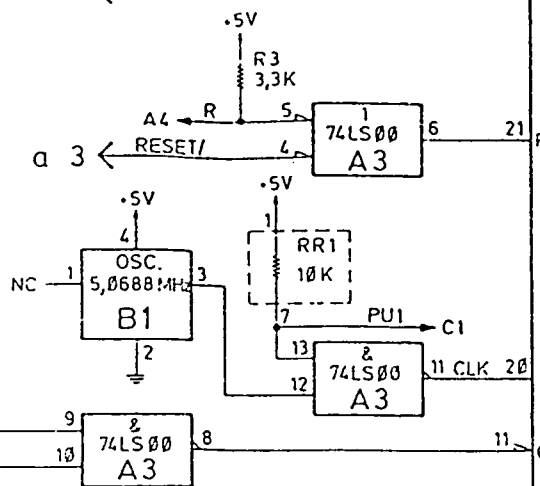 +5V
R3
3,3K
A4 R 5 1 6 21
74LS00
a 3 RESET/ 4 A3
+5V +5V
4 1
OSC. RR1
NC 1 5,0688MHz 3 10K
B1
7 PU1 C1
2 13 &
74LS00 11 CLK 20
12 A3
9 &
74LS00 8 11
10 A3